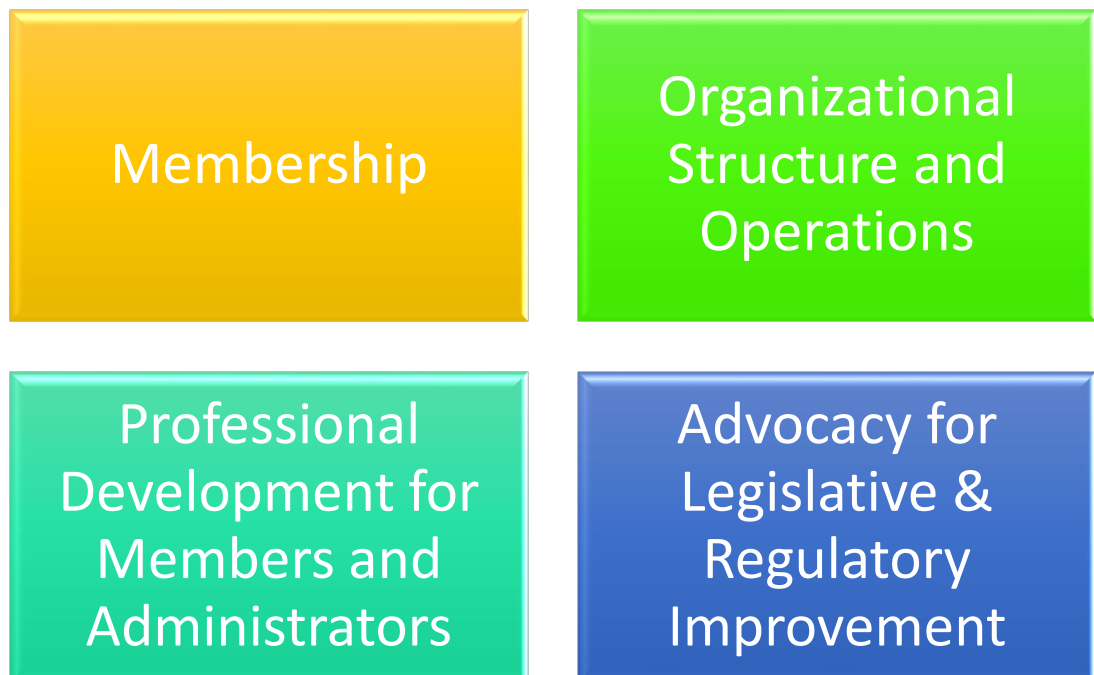 Membership
Organizational
Structure and
Operations
Professional
Development for
Members and
Administrators
Advocacy for
Legislative &
Regulatory
Improvement